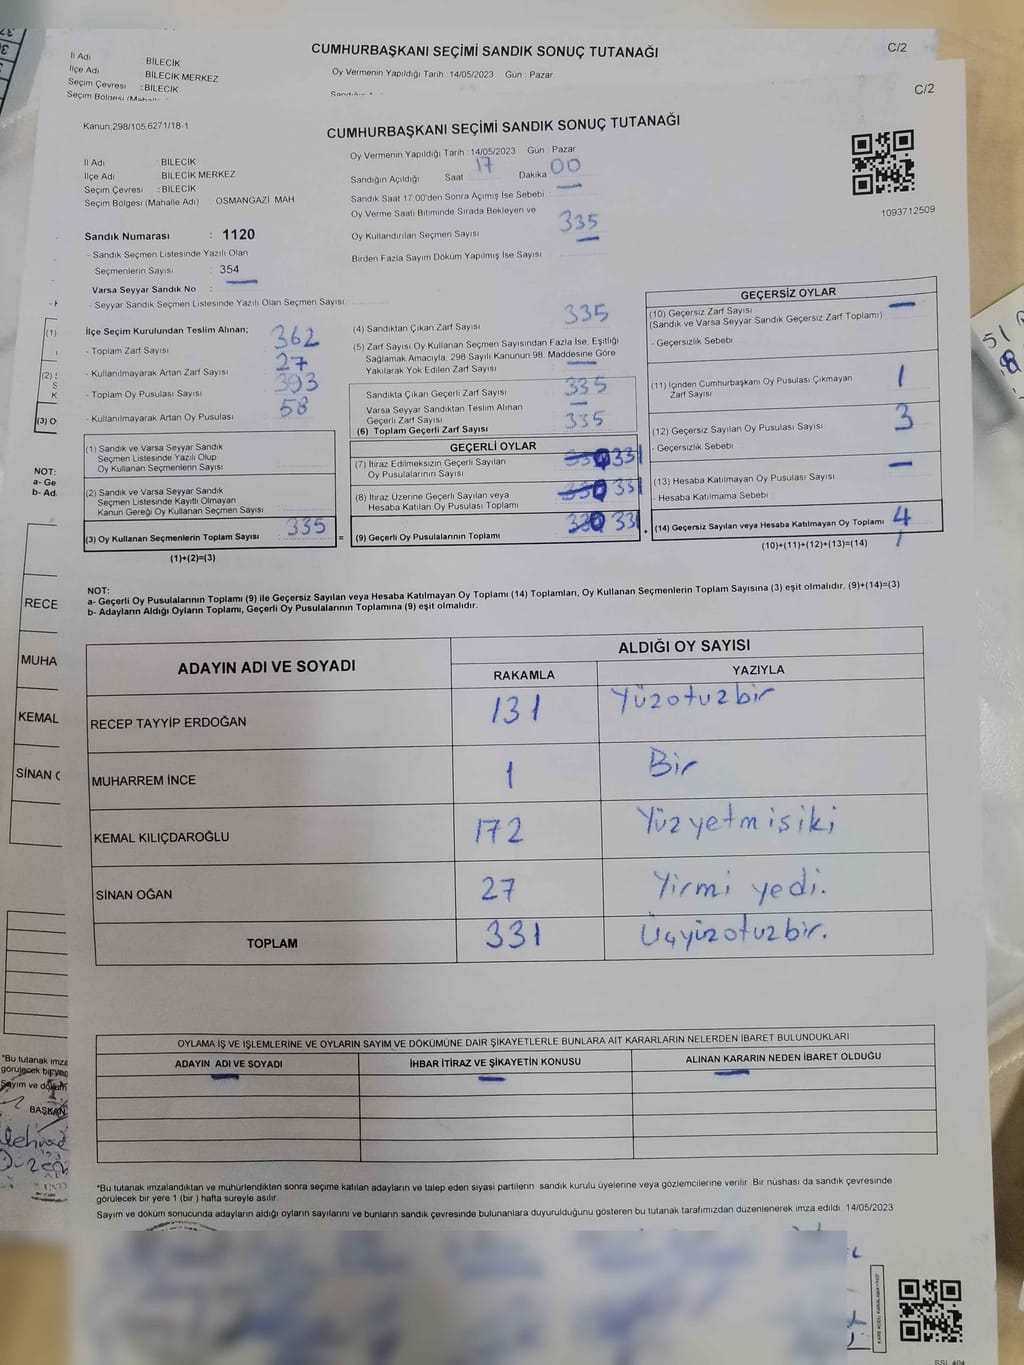 İl Adı BİLECİK
İlçe Adı BİLECİK MERKEZ
Seçim Çevresi : BİLECİK
CUMHURBAŞKANI SEÇİMİ SANDIK SONUÇ TUTANAĞI
C/2
Oy Vermenin Yapıldığı Tarih : 14/05/2023 Gün : Pazar
C/2
Kanun;298/105,6271/18-1
CUMHURBAŞKANI SEÇİMİ SANDIK SONUÇ TUTANAĞI
İl Adı : BİLECİK
İlçe Adı : BİLECİK MERKEZ
Seçim Çevresi : BİLECİK
Seçim Bölgesi (Mahalle Adı) : OSMANGAZİ MAH
Oy Vermenin Yapıldığı Tarih : 14/05/2023 Gün : Pazar
Sandığın Açıldığı Saat 17 Dakika 00
Sandık Saat 17:00'den Sonra Açımış İse Sebebi —
Oy Verme Saati Bitiminde Sırada Bekleyen ve
Oy Kullandırılan Seçmen Sayısı 335
Birden Fazla Sayım Döküm Yapılmış İse Sayısı —
1093712509
Sandık Numarası : 1120
- Sandık Seçmen Listesinde Yazılı Olan
Seçmenlerin Sayısı : 354
Varsa Seyyar Sandık No : —
- Seyyar Sandık Seçmen Listesinde Yazılı Olan Seçmen Sayısı:
İlçe Seçim Kurulundan Teslim Alınan;
- Toplam Zarf Sayısı 362
- Kullanılmayarak Artan Zarf Sayısı 27
- Toplam Oy Pusulası Sayısı 393
- Kullanılmayarak Artan Oy Pusulası 58
(1) Sandık ve Varsa Seyyar Sandık
Seçmen Listesinde Yazılı Olup
Oy Kullanan Seçmenlerin Sayısı
(2) Sandık ve Varsa Seyyar Sandık
Seçmen Listesinde Kayıtlı Olmayan
Kanun Gereği Oy Kullanan Seçmen Sayısı
(3) Oy Kullanan Seçmenlerin Toplam Sayısı 335 =
(1)+(2)=(3)
(4) Sandıktan Çıkan Zarf Sayısı 335
(5) Zarf Sayısı Oy Kullanan Seçmen Sayısından Fazla İse, Eşitliği
Sağlamak Amacıyla, 298 Sayılı Kanunun 98. Maddesine Göre
Yakılarak Yok Edilen Zarf Sayısı —
Sandıkta Çıkan Geçerli Zarf Sayısı 335
Varsa Seyyar Sandıktan Teslim Alınan —
Geçerli Zarf Sayısı
(6) Toplam Geçerli Zarf Sayısı 335
GEÇERLİ OYLAR
(7) İtiraz Edilmeksizin Geçerli Sayılan
Oy Pusulalarının Sayısı 330 331
(8) İtiraz Üzerine Geçerli Sayılan veya
Hesaba Katılan Oy Pusulası Toplamı 330 331
(9) Geçerli Oy Pusulalarının Toplamı 330 331 +
GEÇERSİZ OYLAR
(10) Geçersiz Zarf Sayısı —
(Sandık ve Varsa Seyyar Sandık Geçersiz Zarf Toplamı)
- Geçersizlik Sebebi
(11) İçinden Cumhurbaşkanı Oy Pusulası Çıkmayan
Zarf Sayısı 1
(12) Geçersiz Sayılan Oy Pusulası Sayısı 3
- Geçersizlik Sebebi
(13) Hesaba Katılmayan Oy Pusulası Sayısı —
- Hesaba Katılmama Sebebi
(14) Geçersiz Sayılan veya Hesaba Katılmayan Oy Toplamı 4
(10)+(11)+(12)+(13)=(14)
NOT:
a- Geçerli Oy Pusulalarının Toplamı (9) ile Geçersiz Sayılan veya Hesaba Katılmayan Oy Toplamı (14) Toplamları, Oy Kullanan Seçmenlerin Toplam Sayısına (3) eşit olmalıdır. (9)+(14)=(3)
b- Adayların Aldığı Oyların Toplamı, Geçerli Oy Pusulalarının Toplamına (9) eşit olmalıdır.
ADAYIN ADI VE SOYADI
ALDIĞI OY SAYISI
RAKAMLA YAZIYLA
RECEP TAYYİP ERDOĞAN 131 Yüzotuzbir
MUHARREM İNCE 1 Bir
KEMAL KILIÇDAROĞLU 172 Yüzyetmişiki
SİNAN OĞAN 27 Yirmi yedi.
TOPLAM 331 Üçyüzotuzbir.
OYLAMA İŞ VE İŞLEMLERİNE VE OYLARIN SAYIM VE DÖKÜMÜNE DAİR ŞİKAYETLERLE BUNLARA AİT KARARLARIN NELERDEN İBARET BULUNDUKLARI
ADAYIN ADI VE SOYADI İHBAR İTİRAZ VE ŞİKAYETİN KONUSU ALINAN KARARIN NEDEN İBARET OLDUĞU
— — —
*Bu tutanak imzalandıktan ve mühürlendikten sonra seçime katılan adayların ve talep eden siyasi partilerin sandık kurulu üyelerine veya gözlemcilerine verilir. Bir nüshası da sandık çevresinde
görülecek bir yere 1 (bir ) hafta süreyle asılır.
Sayım ve döküm sonucunda adayların aldığı oyların sayılarını ve bunların sandık çevresinde bulunanlara duyurulduğunu gösteren bu tutanak tarafımızdan düzenlenerek imza edildi. 14/05/2023